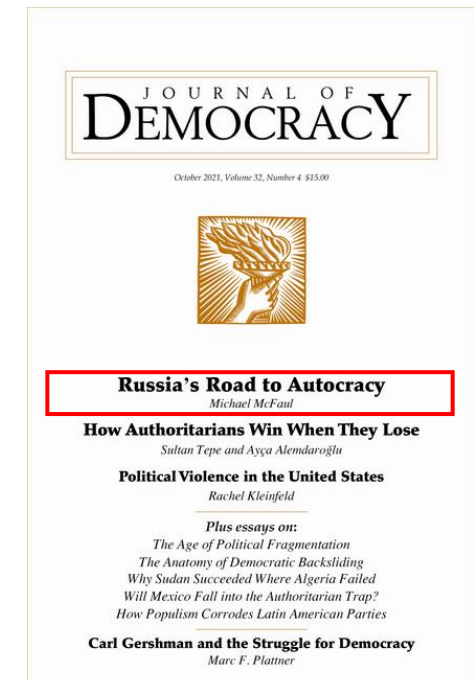 JOURNAL OF
DEMOCRACY
October 2021, Volume 32, Number 4 $15.00
Russia's Road to Autocracy
Michael McFaul
How Authoritarians Win When They Lose
Sultan Tepe and Ayça Alemdaroğlu
Political Violence in the United States
Rachel Kleinfeld
Plus essays on:
The Age of Political Fragmentation
The Anatomy of Democratic Backsliding
Why Sudan Succeeded Where Algeria Failed
Will Mexico Fall into the Authoritarian Trap?
How Populism Corrodes Latin American Parties
Carl Gershman and the Struggle for Democracy
Marc F. Plattner